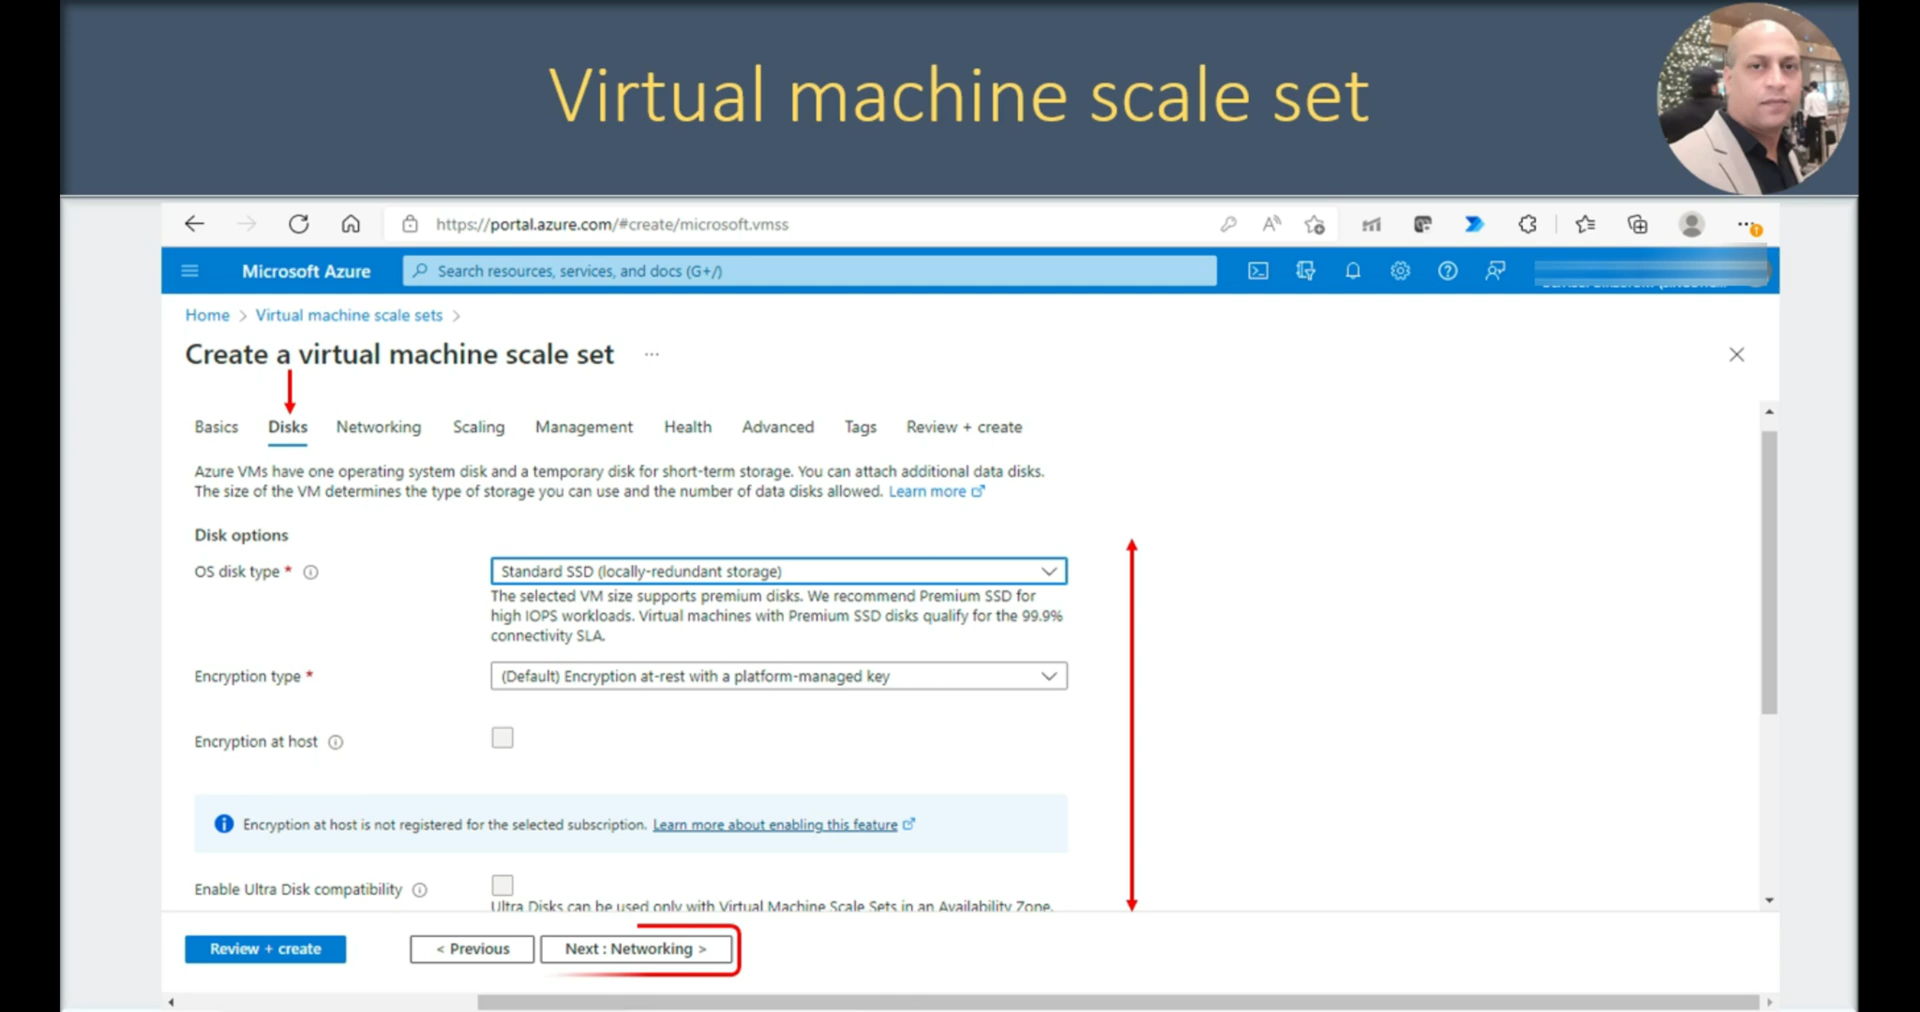 Virtual machine scale set
https://portal.azure.com/#create/microsoft.vmss
Microsoft Azure
Search resources, services, and docs (G+/)
Home > Virtual machine scale sets >
Create a virtual machine scale set ...
Basics Disks Networking Scaling Management Health Advanced Tags Review + create
Azure VMs have one operating system disk and a temporary disk for short-term storage. You can attach additional data disks.
The size of the VM determines the type of storage you can use and the number of data disks allowed. Learn more
Disk options
OS disk type *
Standard SSD (locally-redundant storage)
The selected VM size supports premium disks. We recommend Premium SSD for
high IOPS workloads. Virtual machines with Premium SSD disks qualify for the 99.9%
connectivity SLA.
Encryption type *
(Default) Encryption at-rest with a platform-managed key
Encryption at host
Encryption at host is not registered for the selected subscription. Learn more about enabling this feature
Enable Ultra Disk compatibility
Ultra Disks can be used only with Virtual Machine Scale Sets in an Availability Zone.
Review + create
< Previous
Next : Networking >